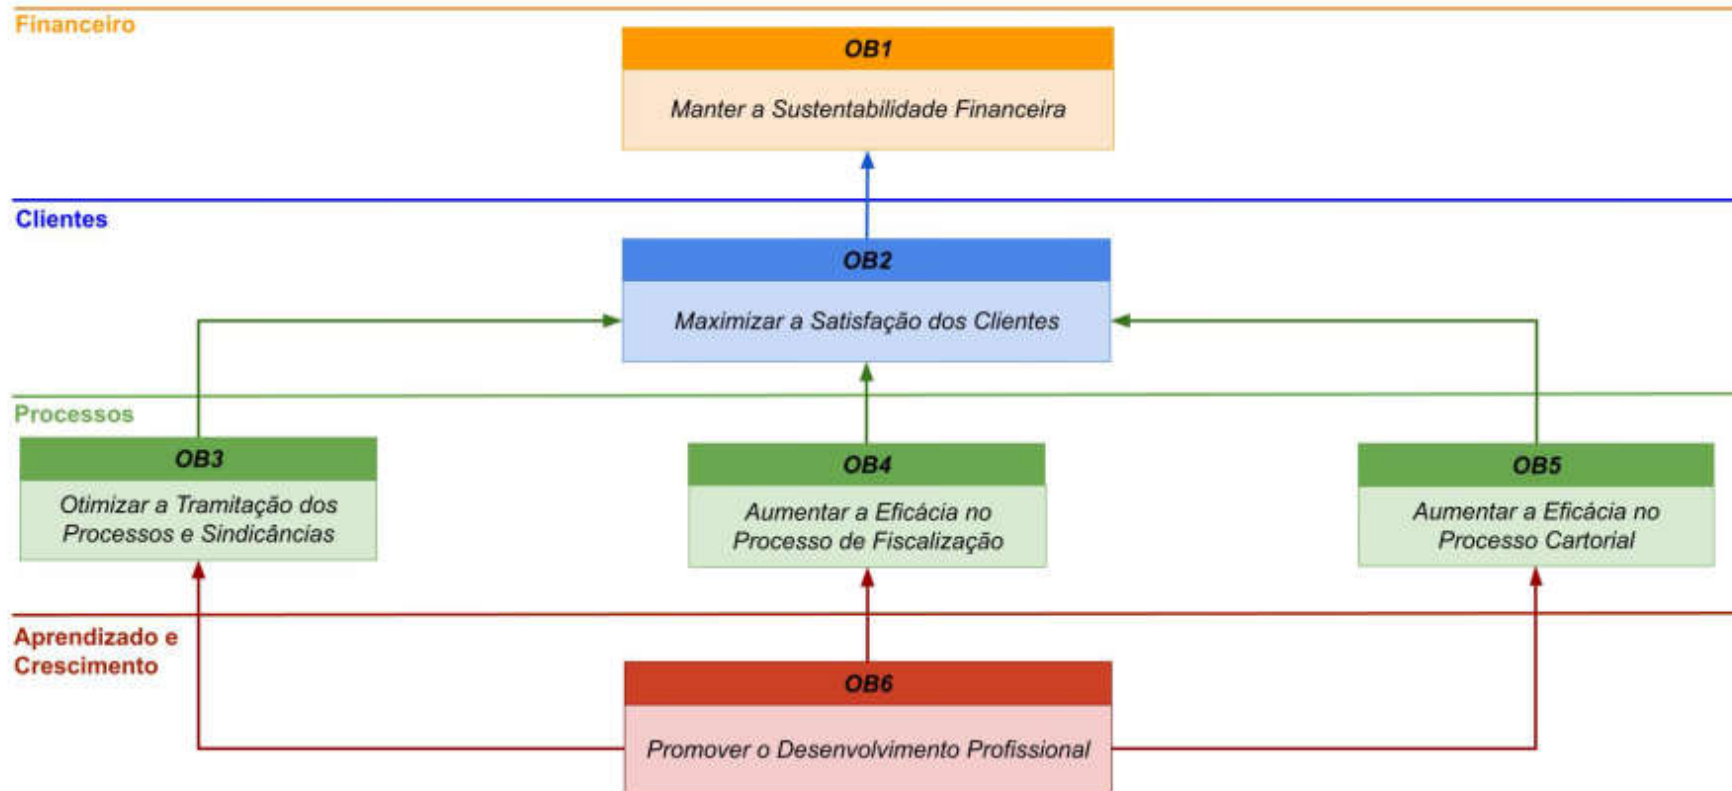 Financeiro
OB1
Manter a Sustentabilidade Financeira
Clientes
OB2
Maximizar a Satisfação dos Clientes
Processos
OB3
Otimizar a Tramitação dos
Processos e Sindicâncias
OB4
Aumentar a Eficácia no
Processo de Fiscalização
OB5
Aumentar a Eficácia no
Processo Cartorial
Aprendizado e
Crescimento
OB6
Promover o Desenvolvimento Profissional